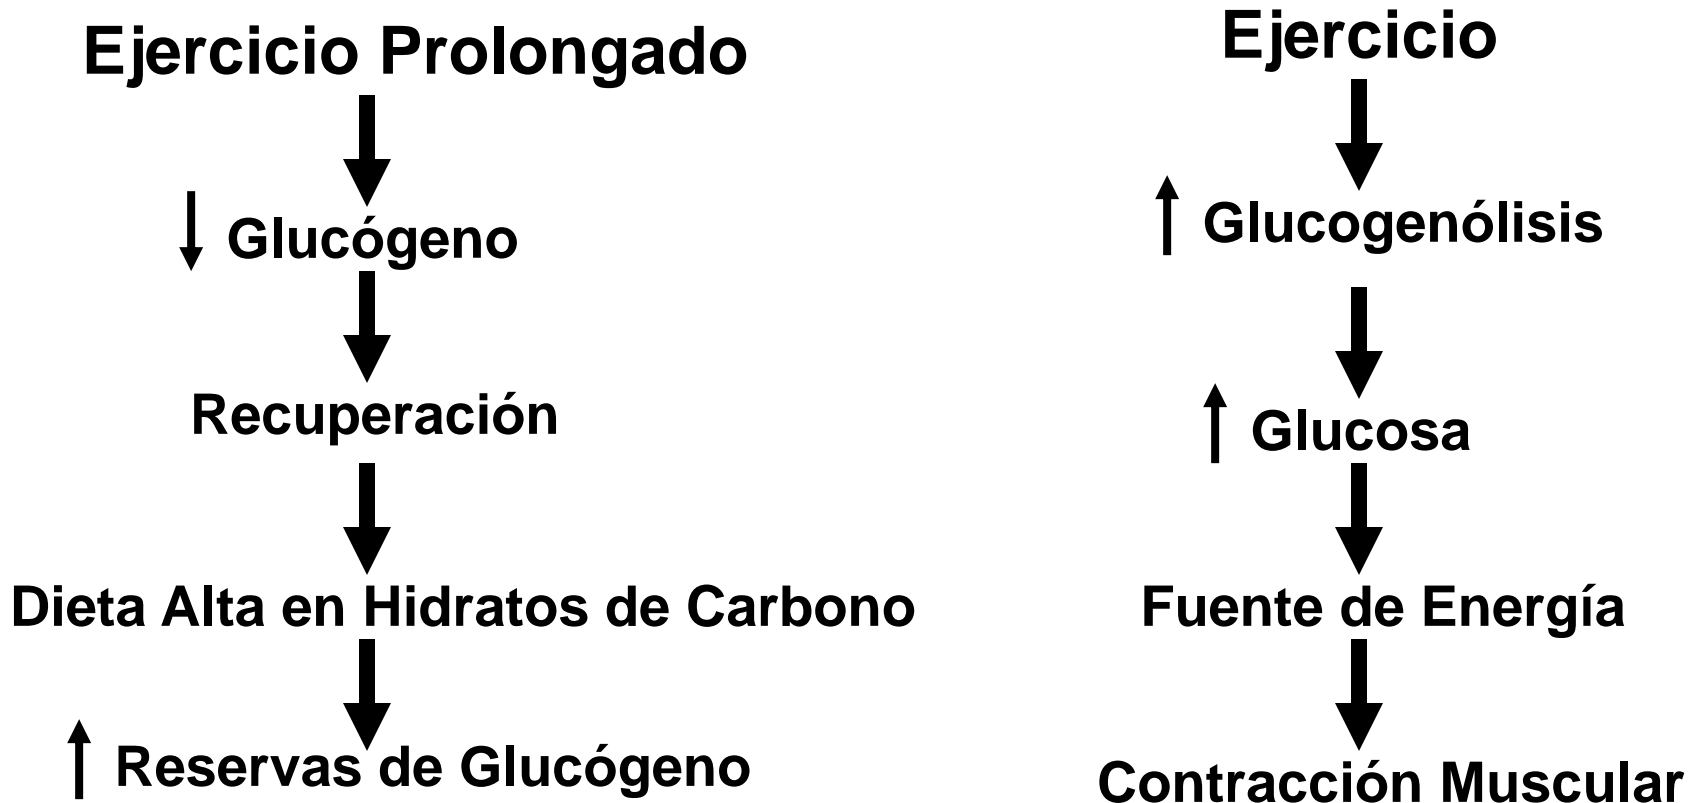 Ejercicio Prolongado
Glucógeno
Recuperación
Dieta Alta en Hidratos de Carbono
Reservas de Glucógeno
Ejercicio
Glucogenólisis
Glucosa
Fuente de Energía
Contracción Muscular